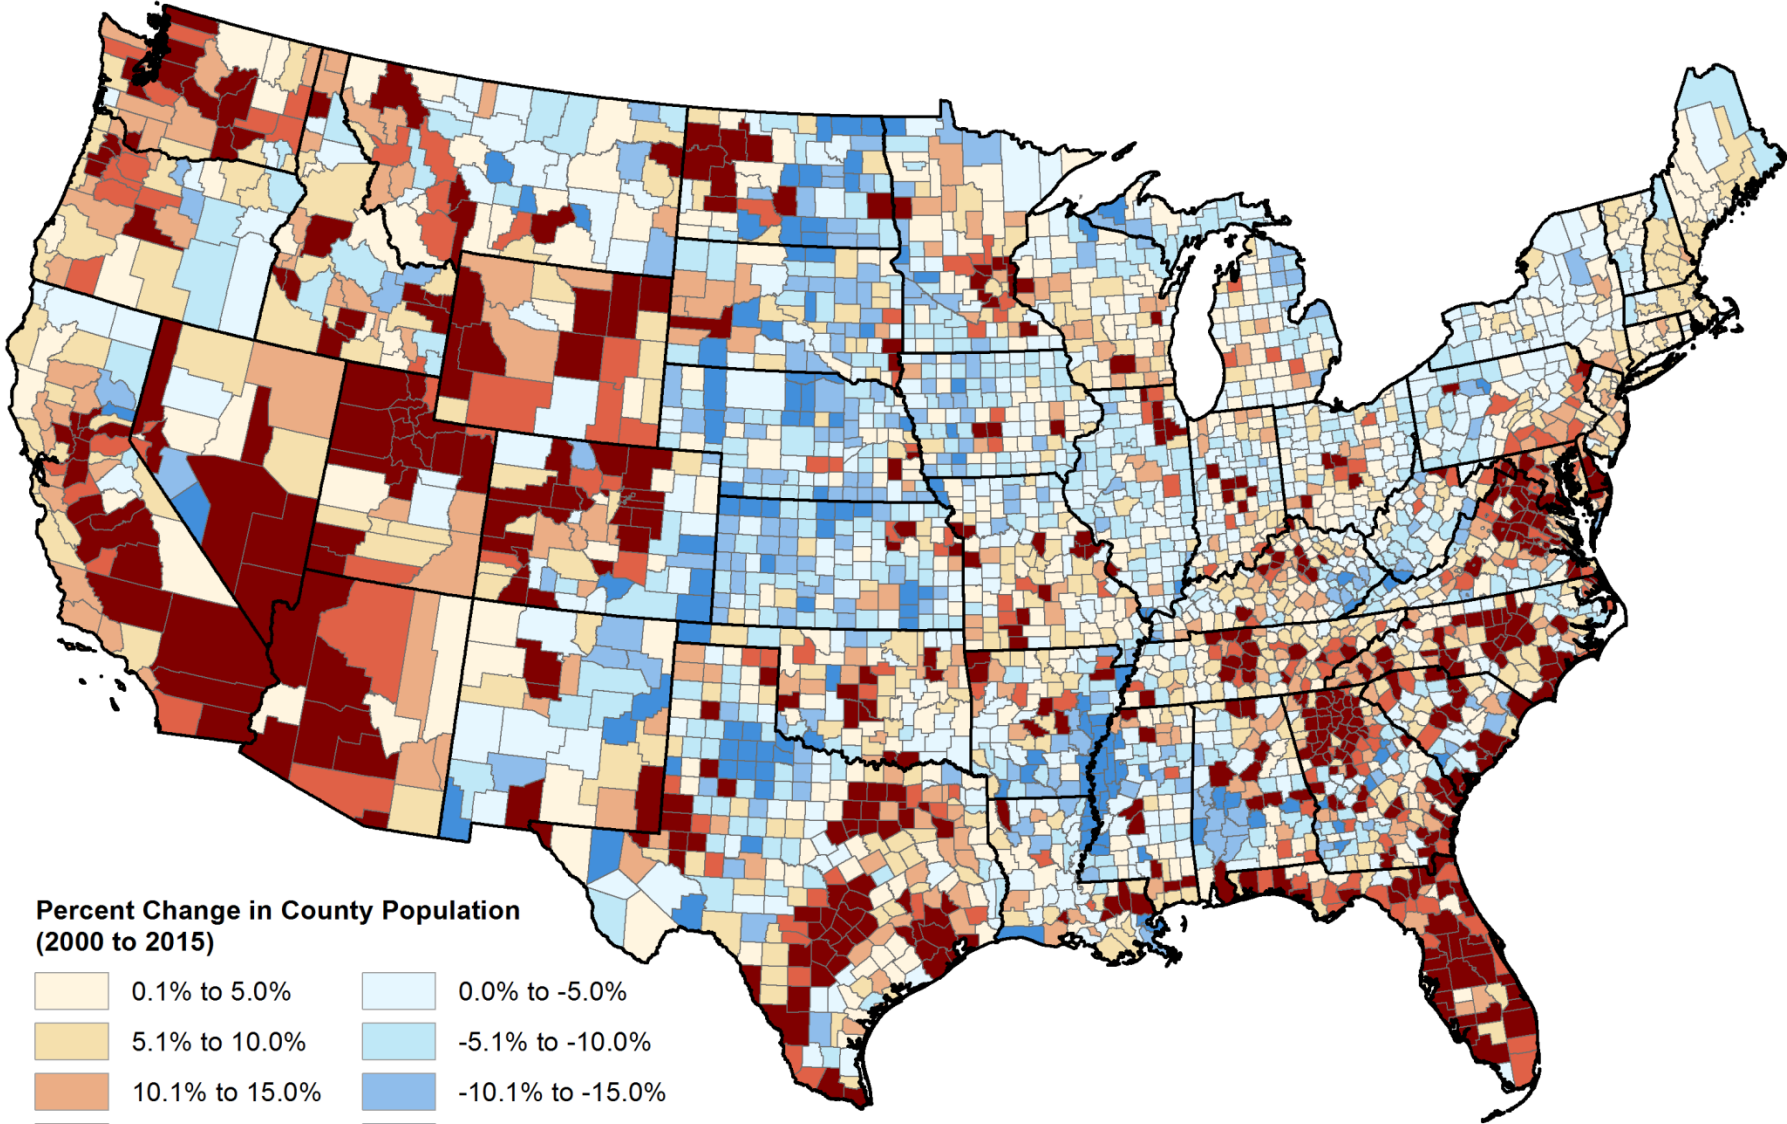 Percent Change in County Population
(2000 to 2015)
0.1% to 5.0%
0.0% to -5.0%
5.1% to 10.0%
-5.1% to -10.0%
10.1% to 15.0%
-10.1% to -15.0%